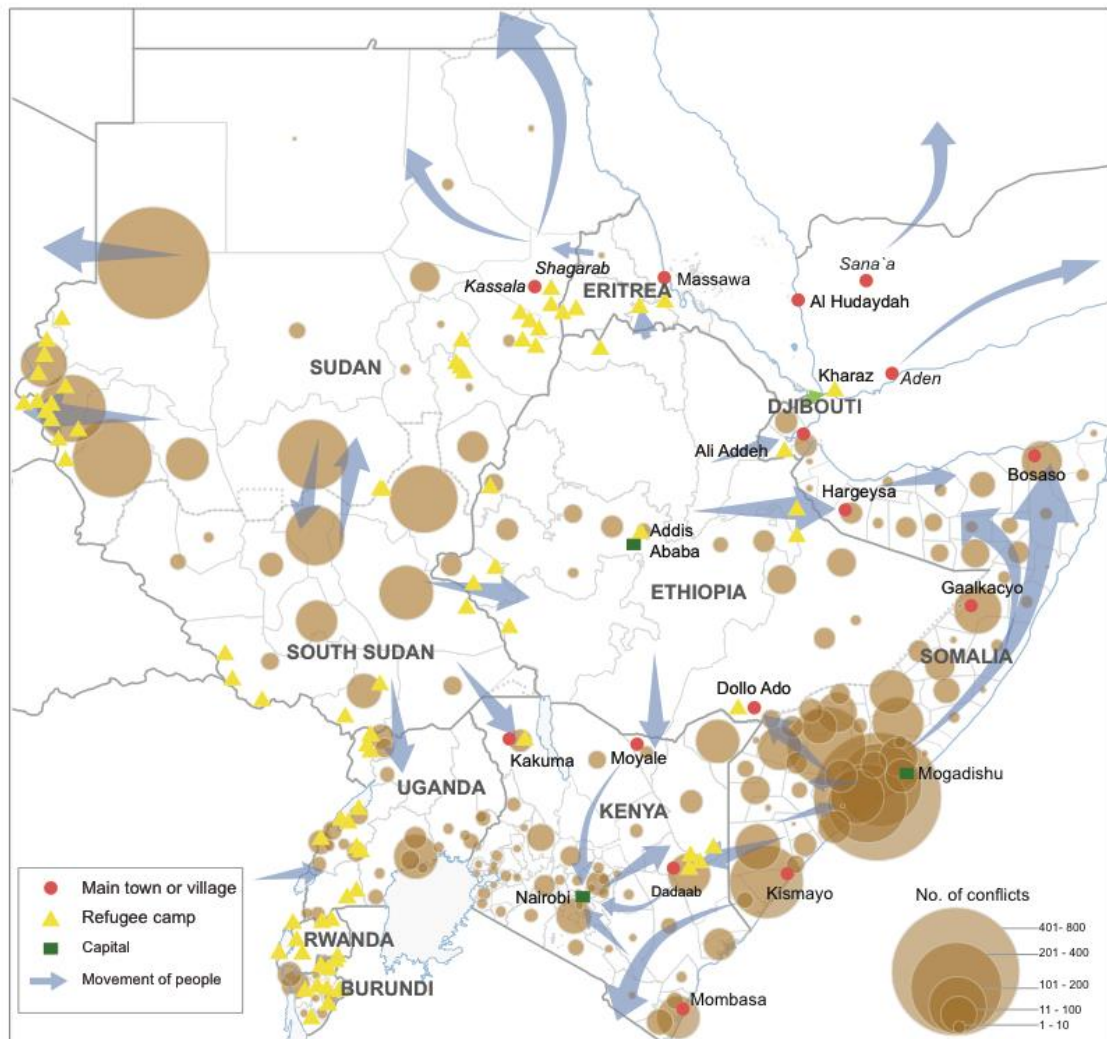 Shagarab
Kassala
Massawa
Sana`a
ERITREA
Al Hudaydah
SUDAN
Kharaz
Aden
DJIBOUTI
Ali Addeh
Bosaso
Hargeysa
Addis
Ababa
ETHIOPIA
Gaalkacyo
SOUTH SUDAN
SOMALIA
Dollo Ado
Kakuma
Moyale
Mogadishu
UGANDA
KENYA
Dadaab
Kismayo
Nairobi
RWANDA
BURUNDI
Mombasa
Main town or village
Refugee camp
Capital
Movement of people
No. of conflicts
401- 800
201 - 400
101 - 200
11 - 100
1 - 10